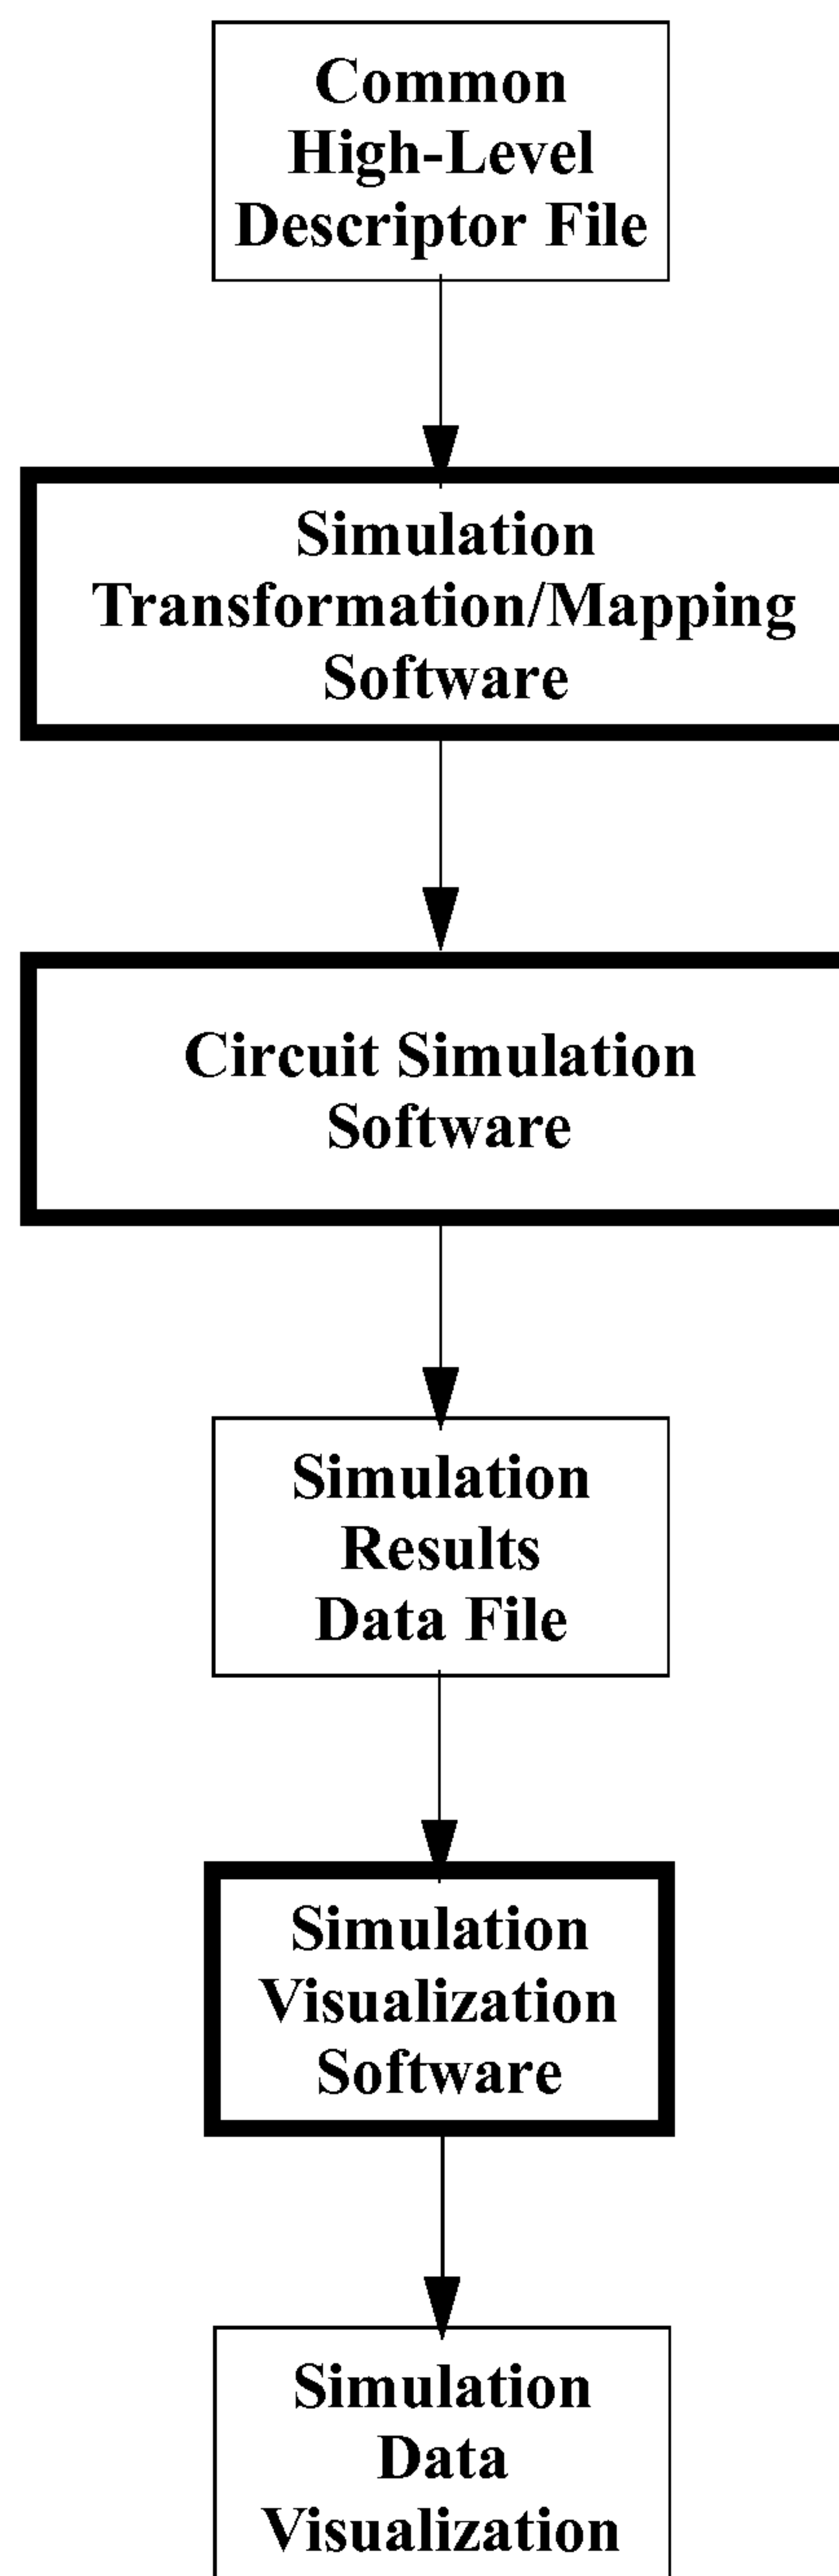 Common
High-Level
Descriptor File
Simulation
Transformation/Mapping
Software
Circuit Simulation
Software
Simulation
Results
Data File
Simulation
Visualization
Software
Simulation
Data
Visualization